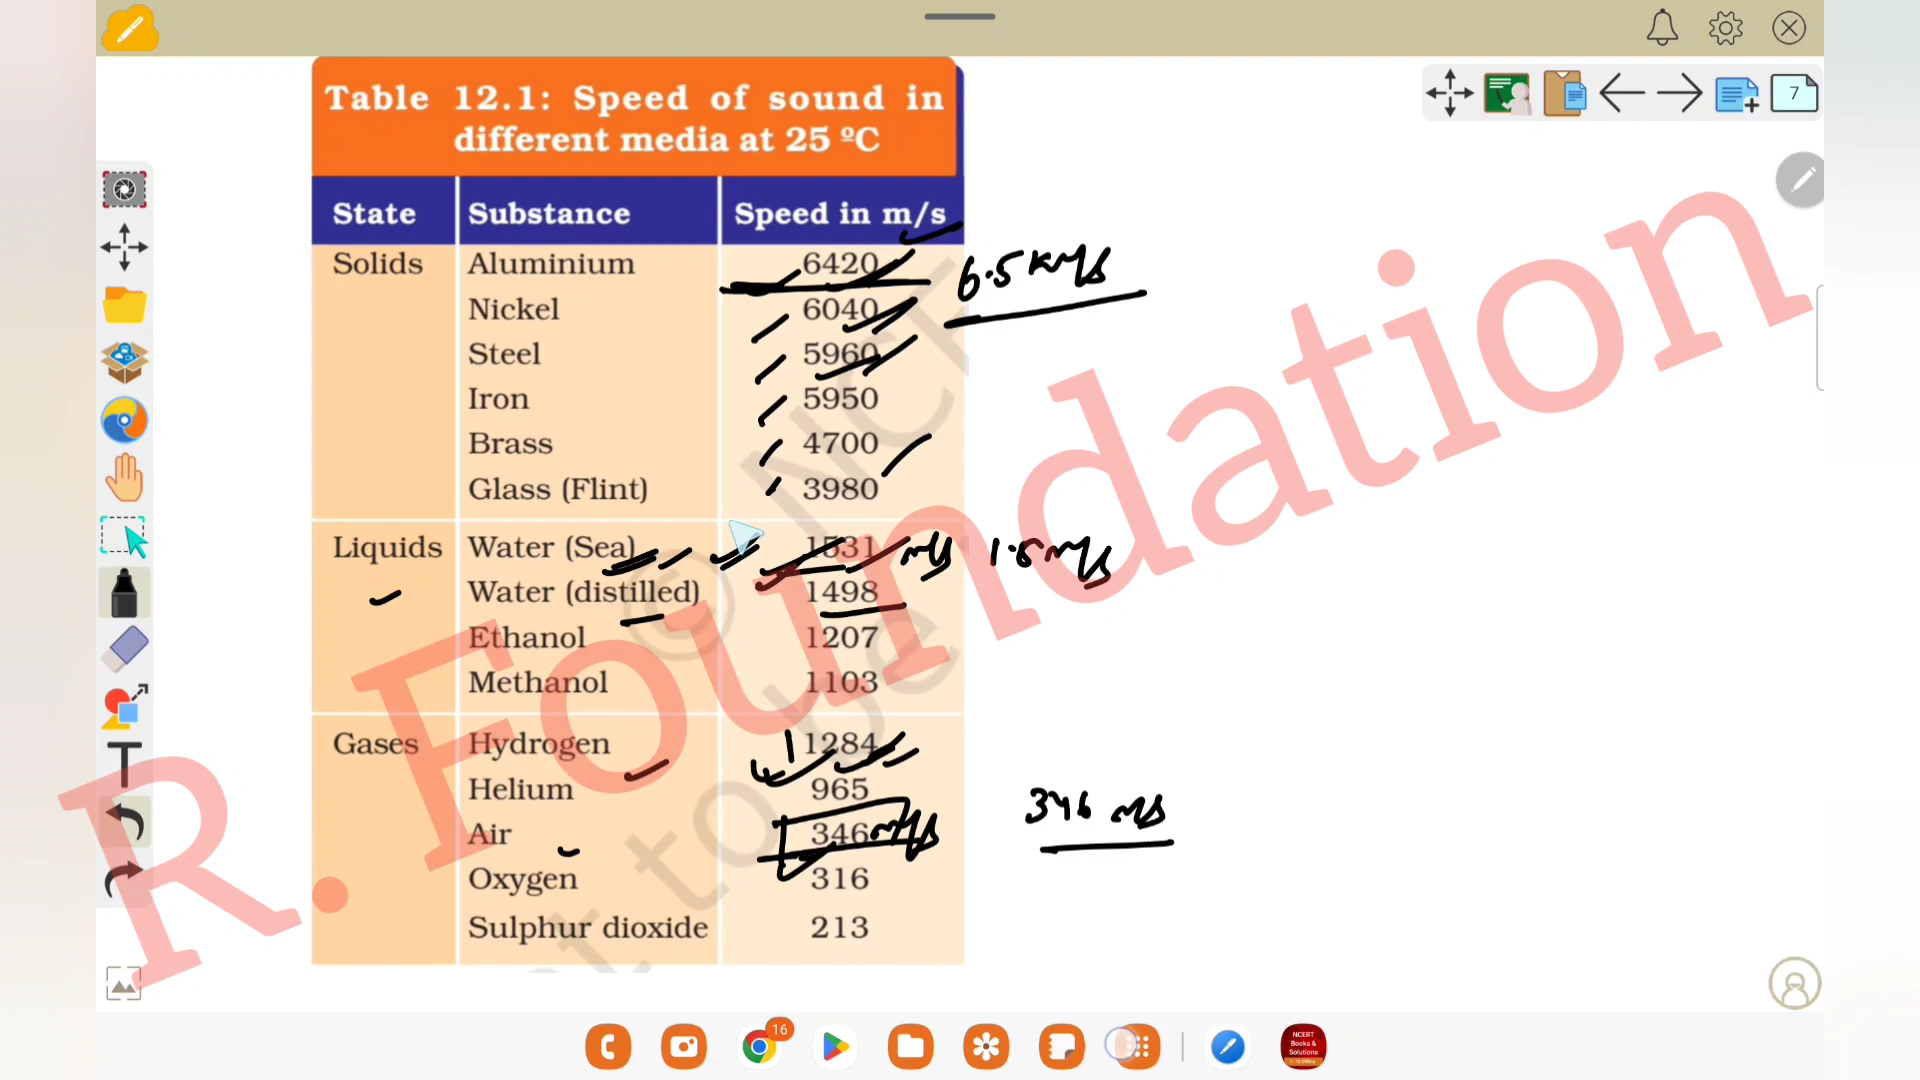 Table 12.1: Speed of sound in
different media at 25 ºC
State Substance Speed in m/s
Solids Aluminium 6420 6.5 km/s
Nickel 6040
Steel 5960
Iron 5950
Brass 4700
Glass (Flint) 3980
Liquids Water (Sea) 1531 m/s 1.5 m/s
Water (distilled) 1498
Ethanol 1207
Methanol 1103
Gases Hydrogen 1284
Helium 965
Air 346 m/s 346 m/s
Oxygen 316
Sulphur dioxide 213
R. Foundation
7
T
16
NCERT
Books &
Solutions